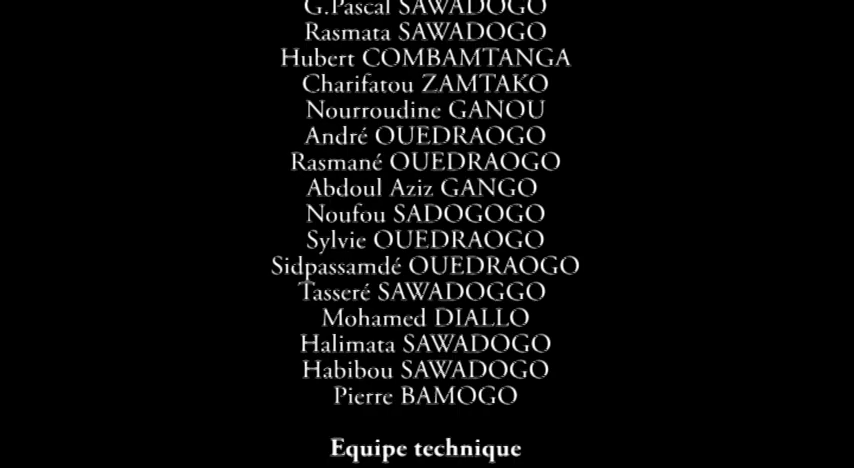 G.Pascal SAWADOGO
Rasmata SAWADOGO
Hubert COMBAMTANGA
Charifatou ZAMTAKO
Nourroudine GANOU
André OUEDRAOGO
Rasmané OUEDRAOGO
Abdoul Aziz GANGO
Noufou SADOGOGO
Sylvie OUEDRAOGO
Sidpassamdé OUEDRAOGO
Tasseré SAWADOGGO
Mohamed DIALLO
Halimata SAWADOGO
Habibou SAWADOGO
Pierre BAMOGO
Equipe technique